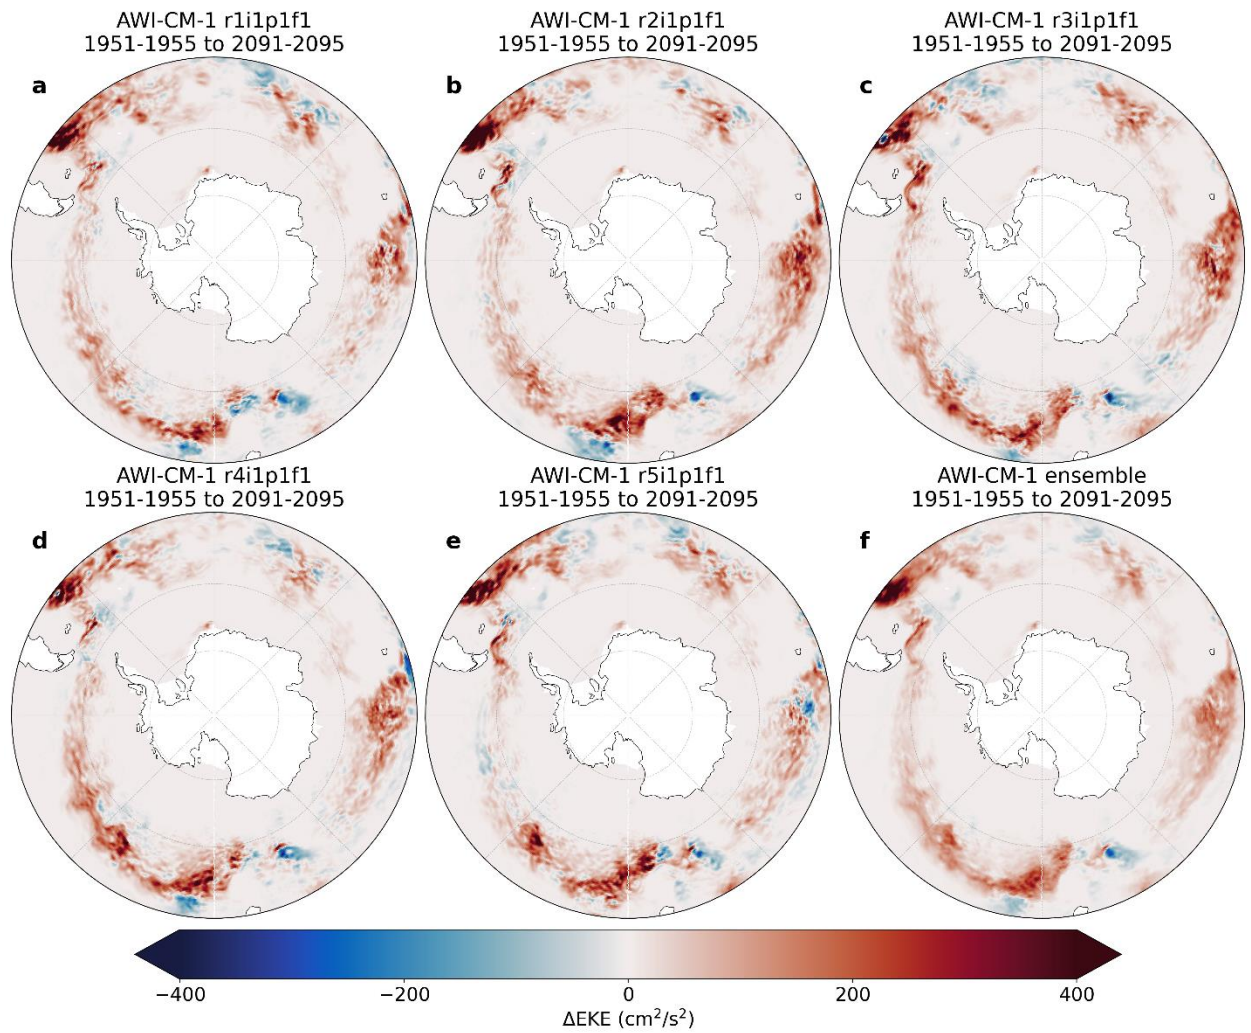 AWI-CM-1 r1i1p1f1
1951-1955 to 2091-2095
AWI-CM-1 r2i1p1f1
1951-1955 to 2091-2095
AWI-CM-1 r3i1p1f1
1951-1955 to 2091-2095
a
b
c
AWI-CM-1 r4i1p1f1
1951-1955 to 2091-2095
AWI-CM-1 r5i1p1f1
1951-1955 to 2091-2095
AWI-CM-1 ensemble
1951-1955 to 2091-2095
d
e
f
−400
−200
0
200
400
ΔEKE (cm²/s²)